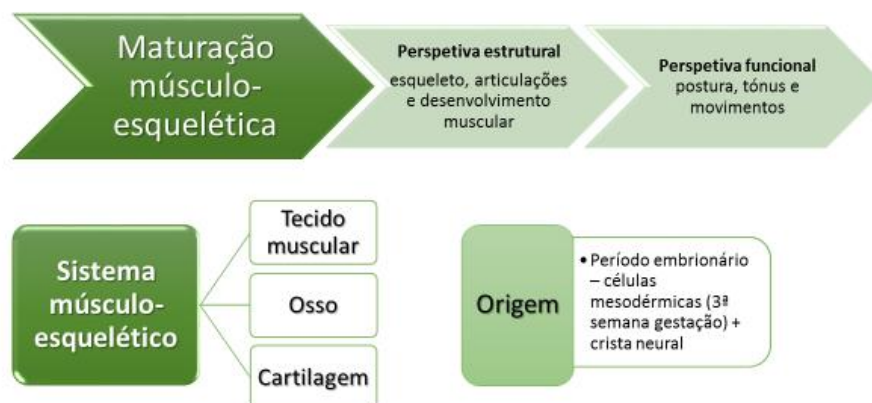 Maturação
músculo-
esquelética
Perspetiva estrutural
esqueleto, articulações
e desenvolvimento
muscular
Perspetiva funcional
postura, tónus e
movimentos
Sistema
músculo-
esquelético
Tecido
muscular
Osso
Cartilagem
Origem
•Período embrionário
– células
mesodérmicas (3ª
semana gestação) +
crista neural